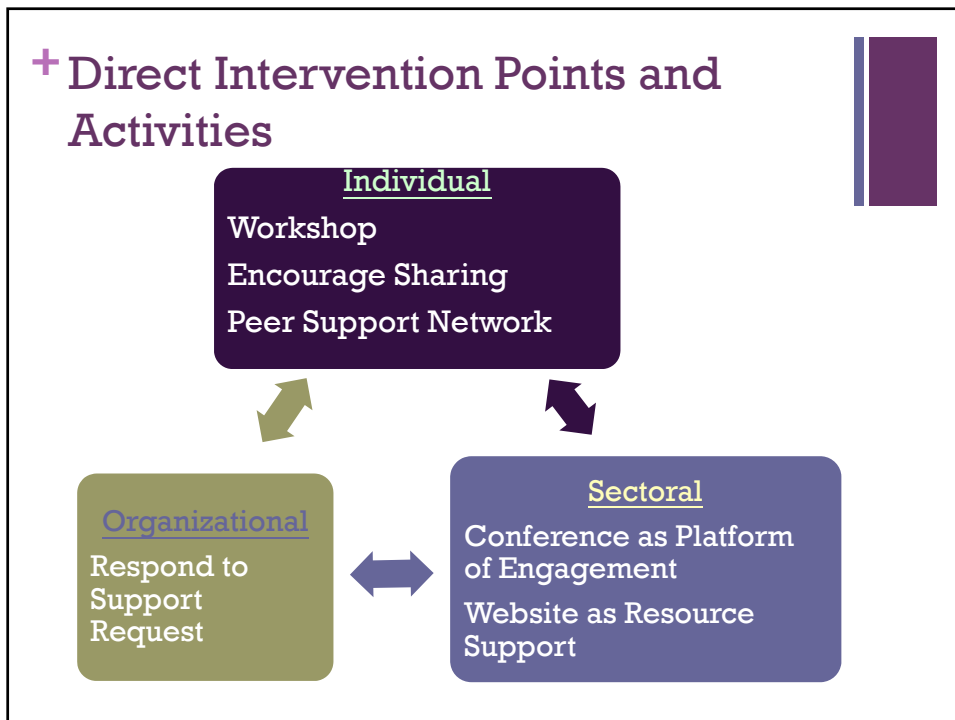 + Direct Intervention Points and
Activities
Individual
Workshop
Encourage Sharing
Peer Support Network
Organizational
Respond to
Support
Request
Sectoral
Conference as Platform
of Engagement
Website as Resource
Support